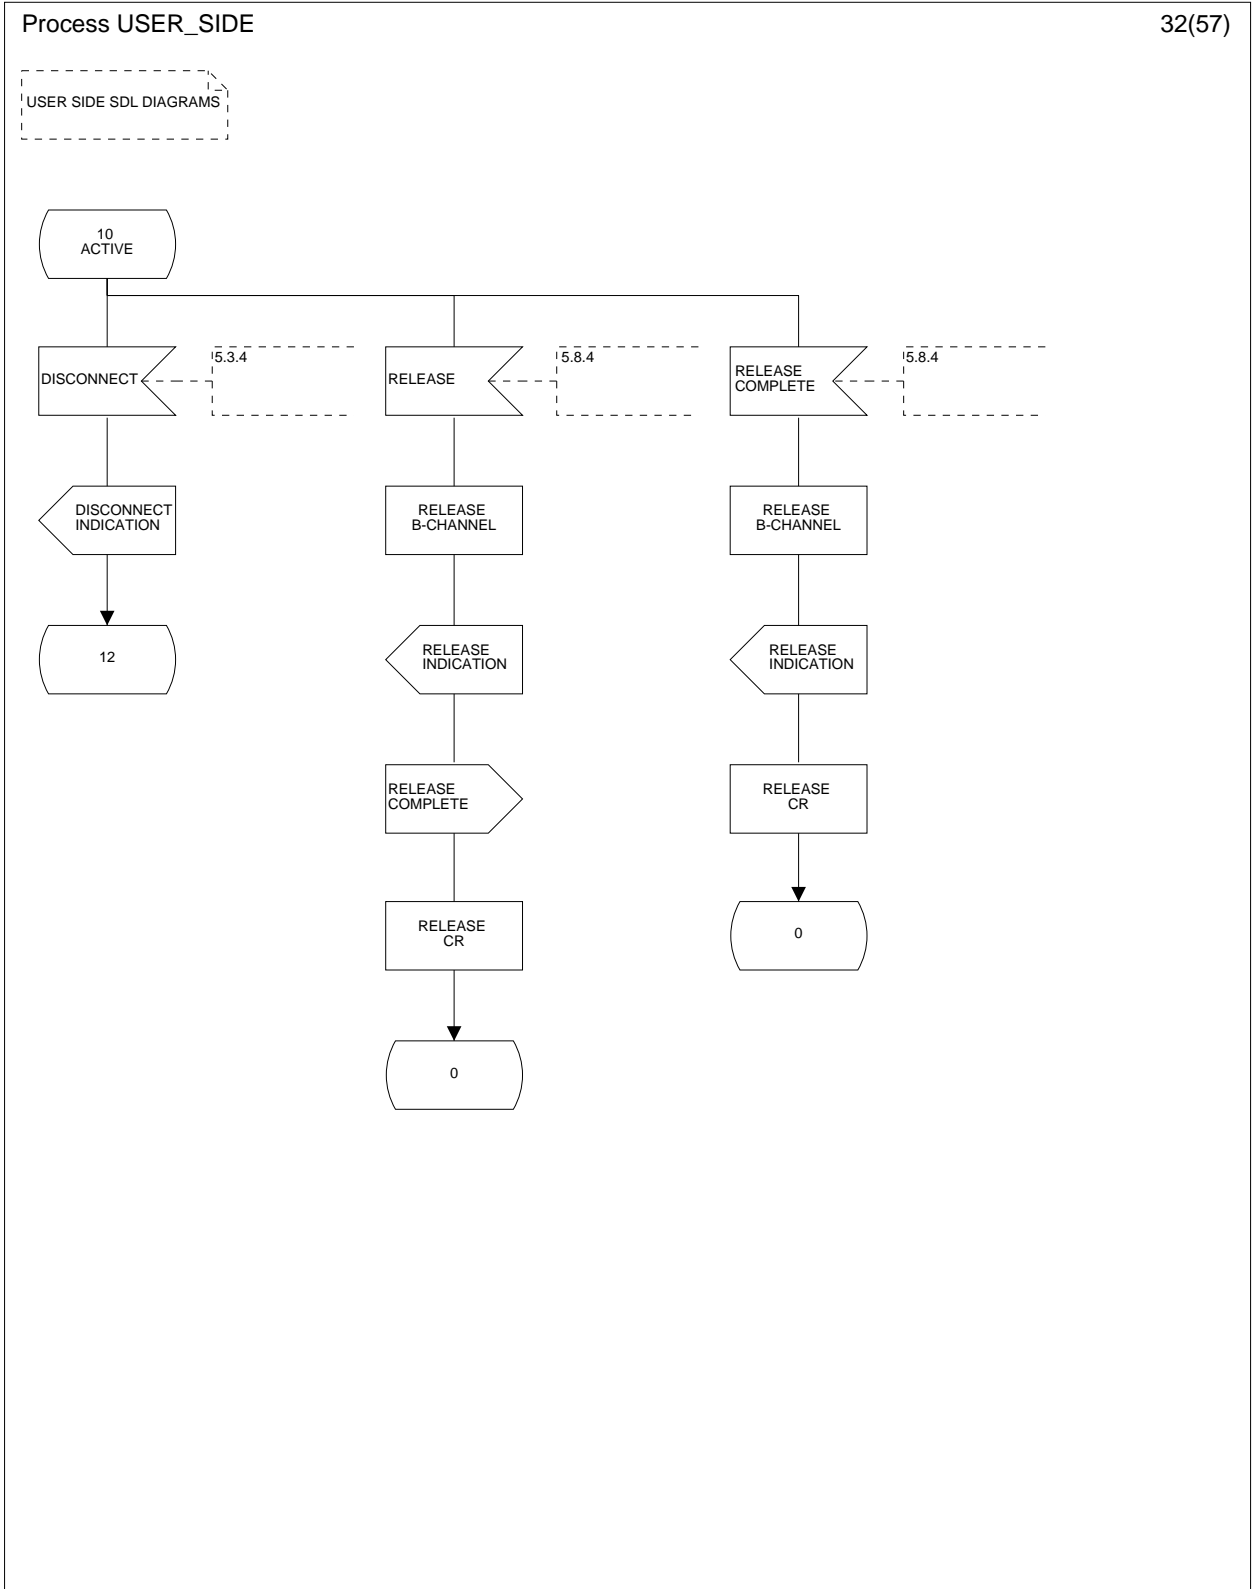 Process USER_SIDE
32(57)
USER SIDE SDL DIAGRAMS
10
ACTIVE
DISCONNECT
5.3.4
RELEASE
5.8.4
RELEASE
COMPLETE
5.8.4
DISCONNECT
INDICATION
RELEASE
B-CHANNEL
RELEASE
B-CHANNEL
12
RELEASE
INDICATION
RELEASE
INDICATION
RELEASE
COMPLETE
RELEASE
CR
RELEASE
CR
0
0